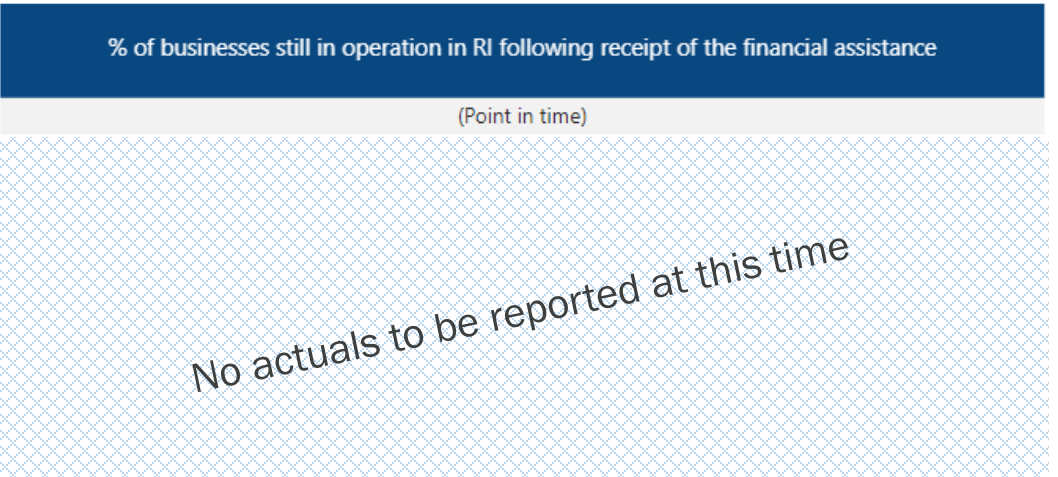 % of businesses still in operation in RI following receipt of the financial assistance
(Point in time)
No actuals to be reported at this time